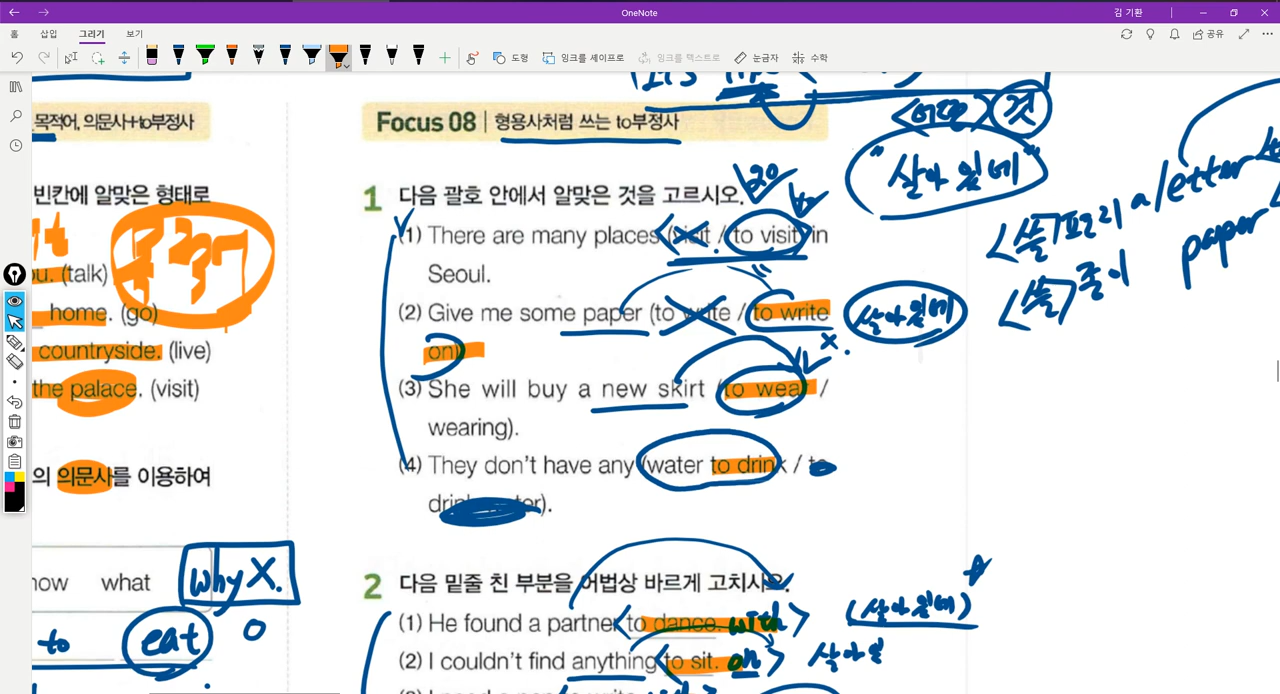 OneNote
김 기환
홈 삽입 그리기 보기
공유
도형 잉크를 셰이프로 잉크를 텍스트로 눈금자 수학
목적어, 의문사+to부정사
빈칸에 알맞은 형태로
ou. (talk)
home. (go)
countryside. (live)
the palace. (visit)
의 의문사를 이용하여
how what
why X.
to eat
Focus 08 | 형용사처럼 쓰는 to부정사
<어떤> 것
"살아있네"
1 다음 괄호 안에서 알맞은 것을 고르시오.
(1) There are many places (visit / to visit) in
Seoul.
(2) Give me some paper (to write / to write
on).
살아있네
(3) She will buy a new skirt (to wear /
wearing).
(4) They don't have any (water to drink / to
drink water).
a letter
paper
<쓸> 종이
2 다음 밑줄 친 부분을 어법상 바르게 고치시오.
(1) He found a partner <to dance. with>
(살아있네)
(2) I couldn't find anything <to sit. on>
살아있